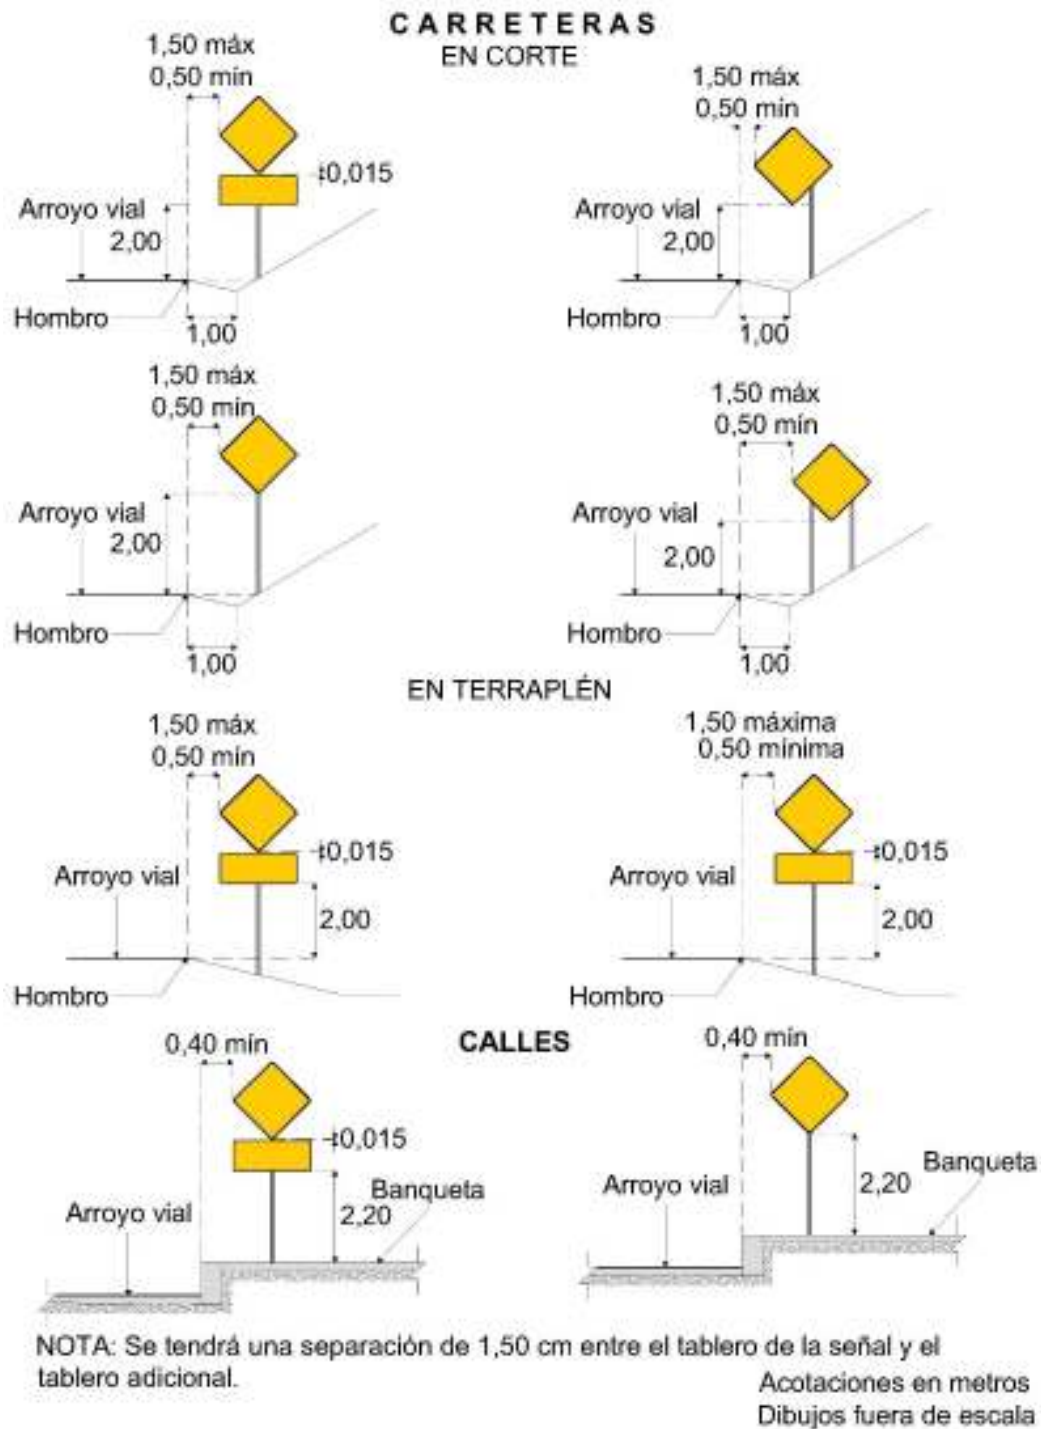 CARRETERAS
EN CORTE
1,50 máx
0,50 mín
0,015
Arroyo vial
2,00
Hombro
1,00
1,50 máx
0,50 mín
Arroyo vial
2,00
Hombro
1,00
1,50 máx
0,50 mín
Arroyo vial
2,00
Hombro
1,00
1,50 máx
0,50 mín
Arroyo vial
2,00
Hombro
1,00
EN TERRAPLÉN
1,50 máx
0,50 mín
0,015
Arroyo vial
2,00
Hombro
1,50 máxima
0,50 mínima
0,015
Arroyo vial
2,00
Hombro
CALLES
0,40 mín
0,015
Banqueta
2,20
Arroyo vial
0,40 mín
Banqueta
2,20
Arroyo vial
NOTA: Se tendrá una separación de 1,50 cm entre el tablero de la señal y el
tablero adicional.
Acotaciones en metros
Dibujos fuera de escala